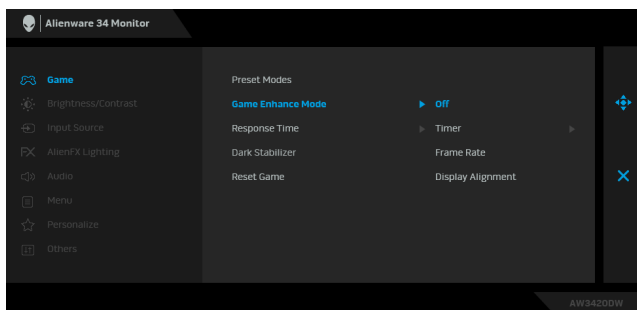 Alienware 34 Monitor
Game
Brightness/Contrast
Input Source
AlienFX Lighting
Audio
Menu
Personalize
Others
Preset Modes
Game Enhance Mode
Response Time
Dark Stabilizer
Reset Game
Off
Timer
Frame Rate
Display Alignment
AW3420DW